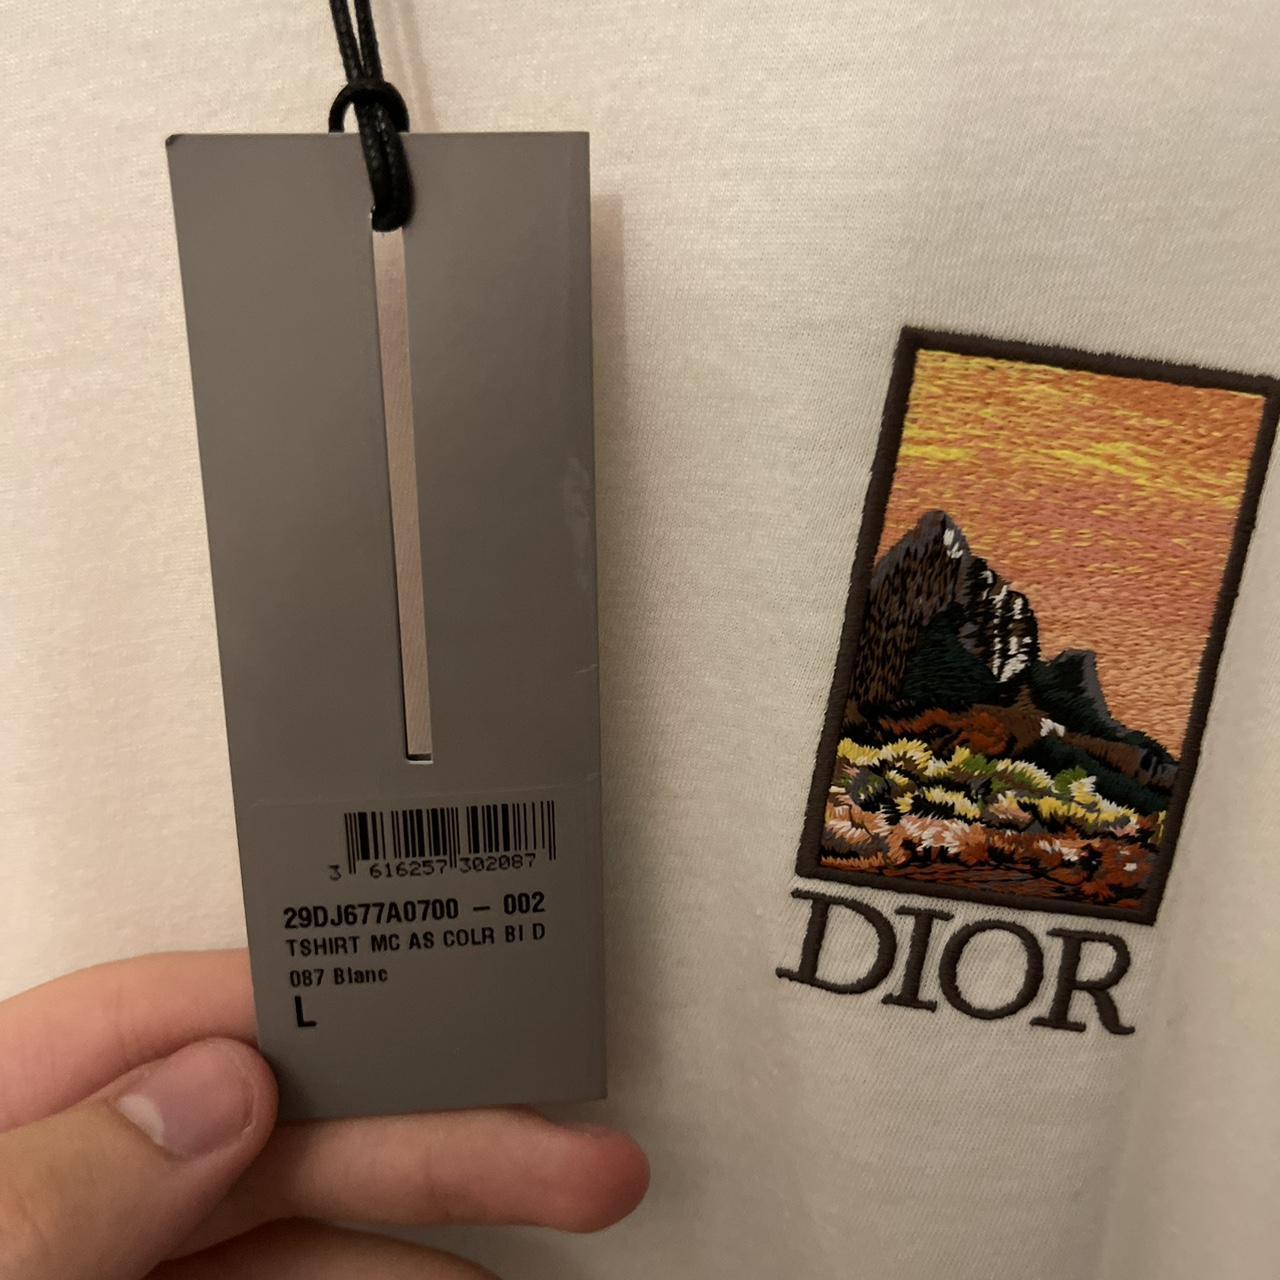 3 616257 302087
29DJ677A0700 – 002
TSHIRT MC AS COLR BI D
087 Blanc
L
DIOR